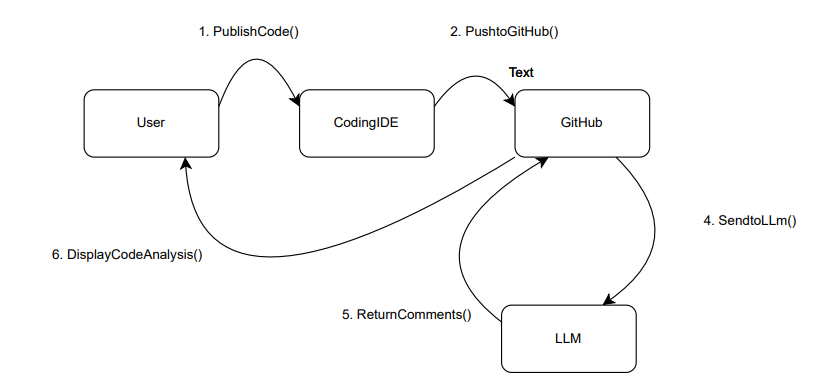 1. PublishCode()
2. PushtoGitHub()
Text
User
CodingIDE
GitHub
4. SendtoLLm()
6. DisplayCodeAnalysis()
5. ReturnComments()
LLM